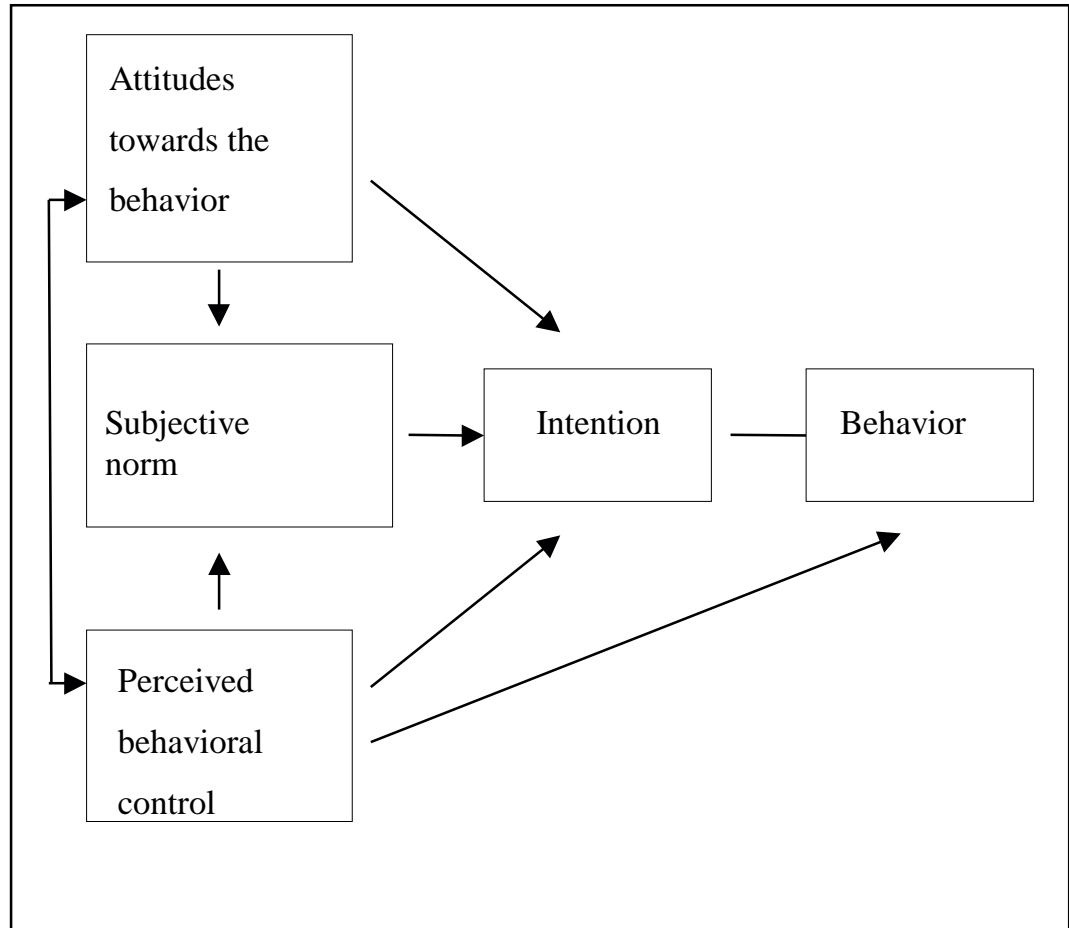 Attitudes
towards the
behavior
Subjective
norm
Intention
Behavior
Perceived
behavioral
control